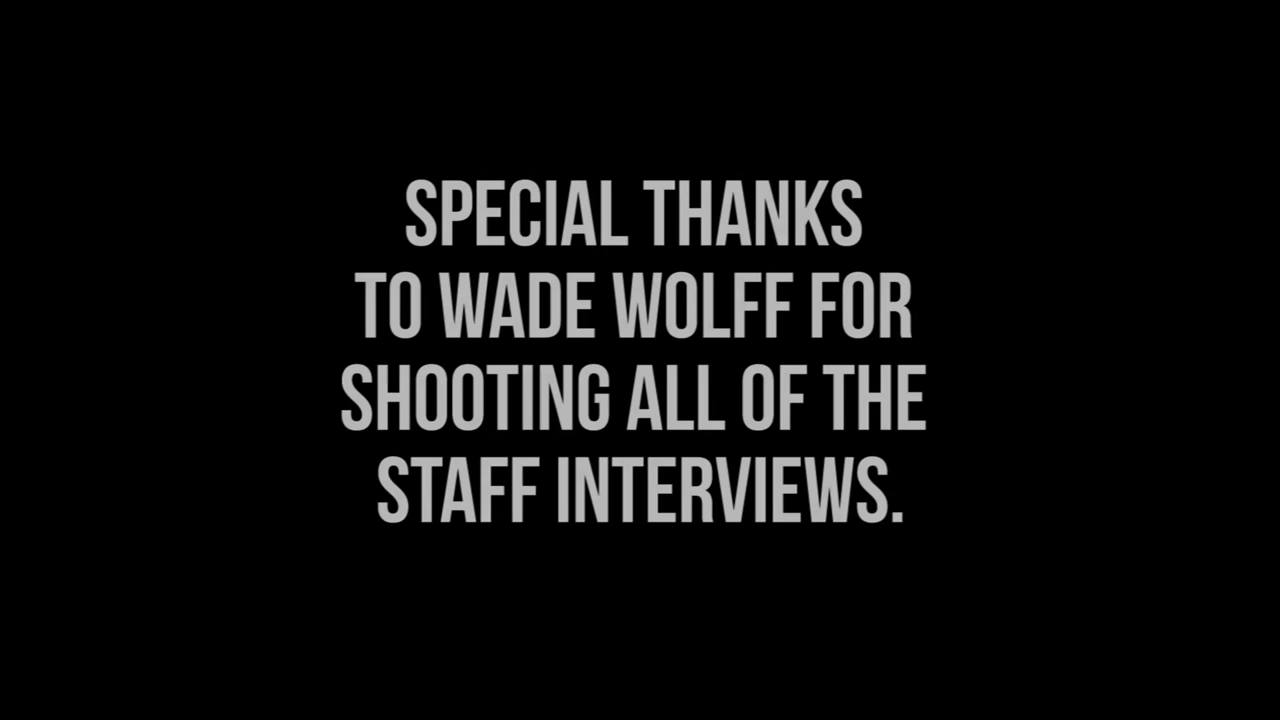 SPECIAL THANKS
TO WADE WOLFF FOR
SHOOTING ALL OF THE
STAFF INTERVIEWS.